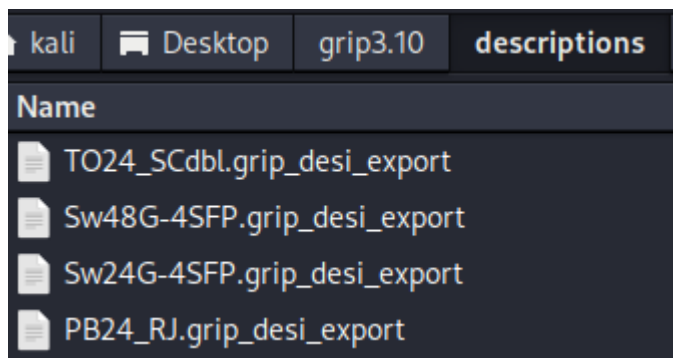 kali Desktop grip3.10 descriptions
Name
TO24_SCdbl.grip_desi_export
Sw48G-4SFP.grip_desi_export
Sw24G-4SFP.grip_desi_export
PB24_RJ.grip_desi_export